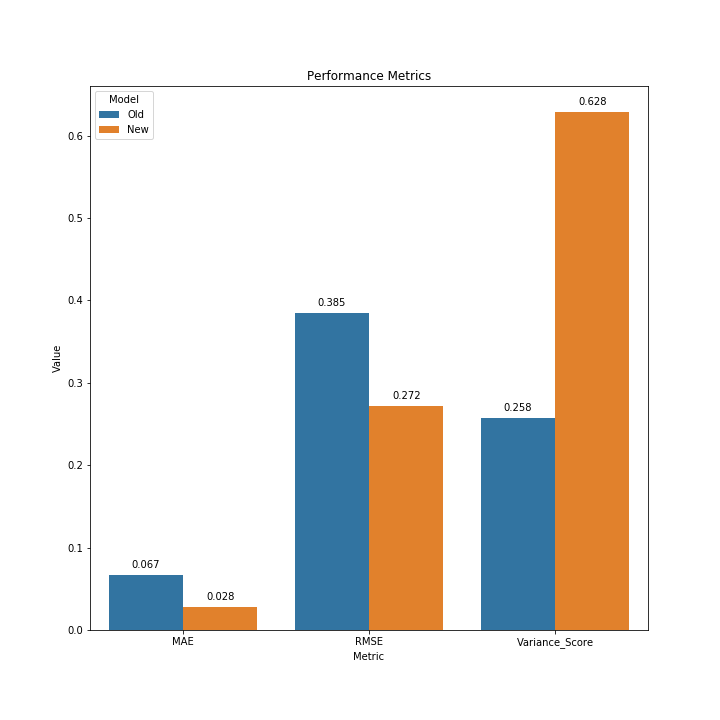 Performance Metrics
Model
Old
New
0.628
0.6
0.5
0.4
0.385
0.3
0.272
0.258
0.2
0.1
0.067
0.028
0.0
Value
MAE
RMSE
Variance_Score
Metric